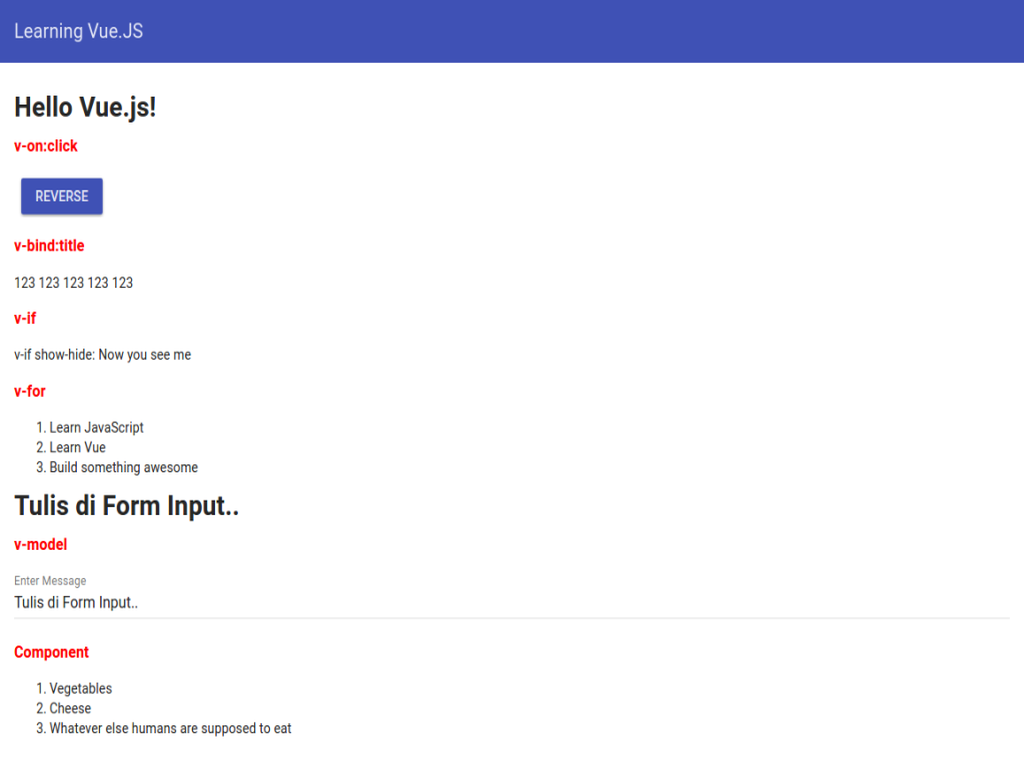 Learning Vue.JS
Hello Vue.js!
v-on:click
REVERSE
v-bind:title
123 123 123 123 123
v-if
v-if show-hide: Now you see me
v-for
1. Learn JavaScript
2. Learn Vue
3. Build something awesome
Tulis di Form Input..
v-model
Enter Message
Tulis di Form Input..
Component
1. Vegetables
2. Cheese
3. Whatever else humans are supposed to eat